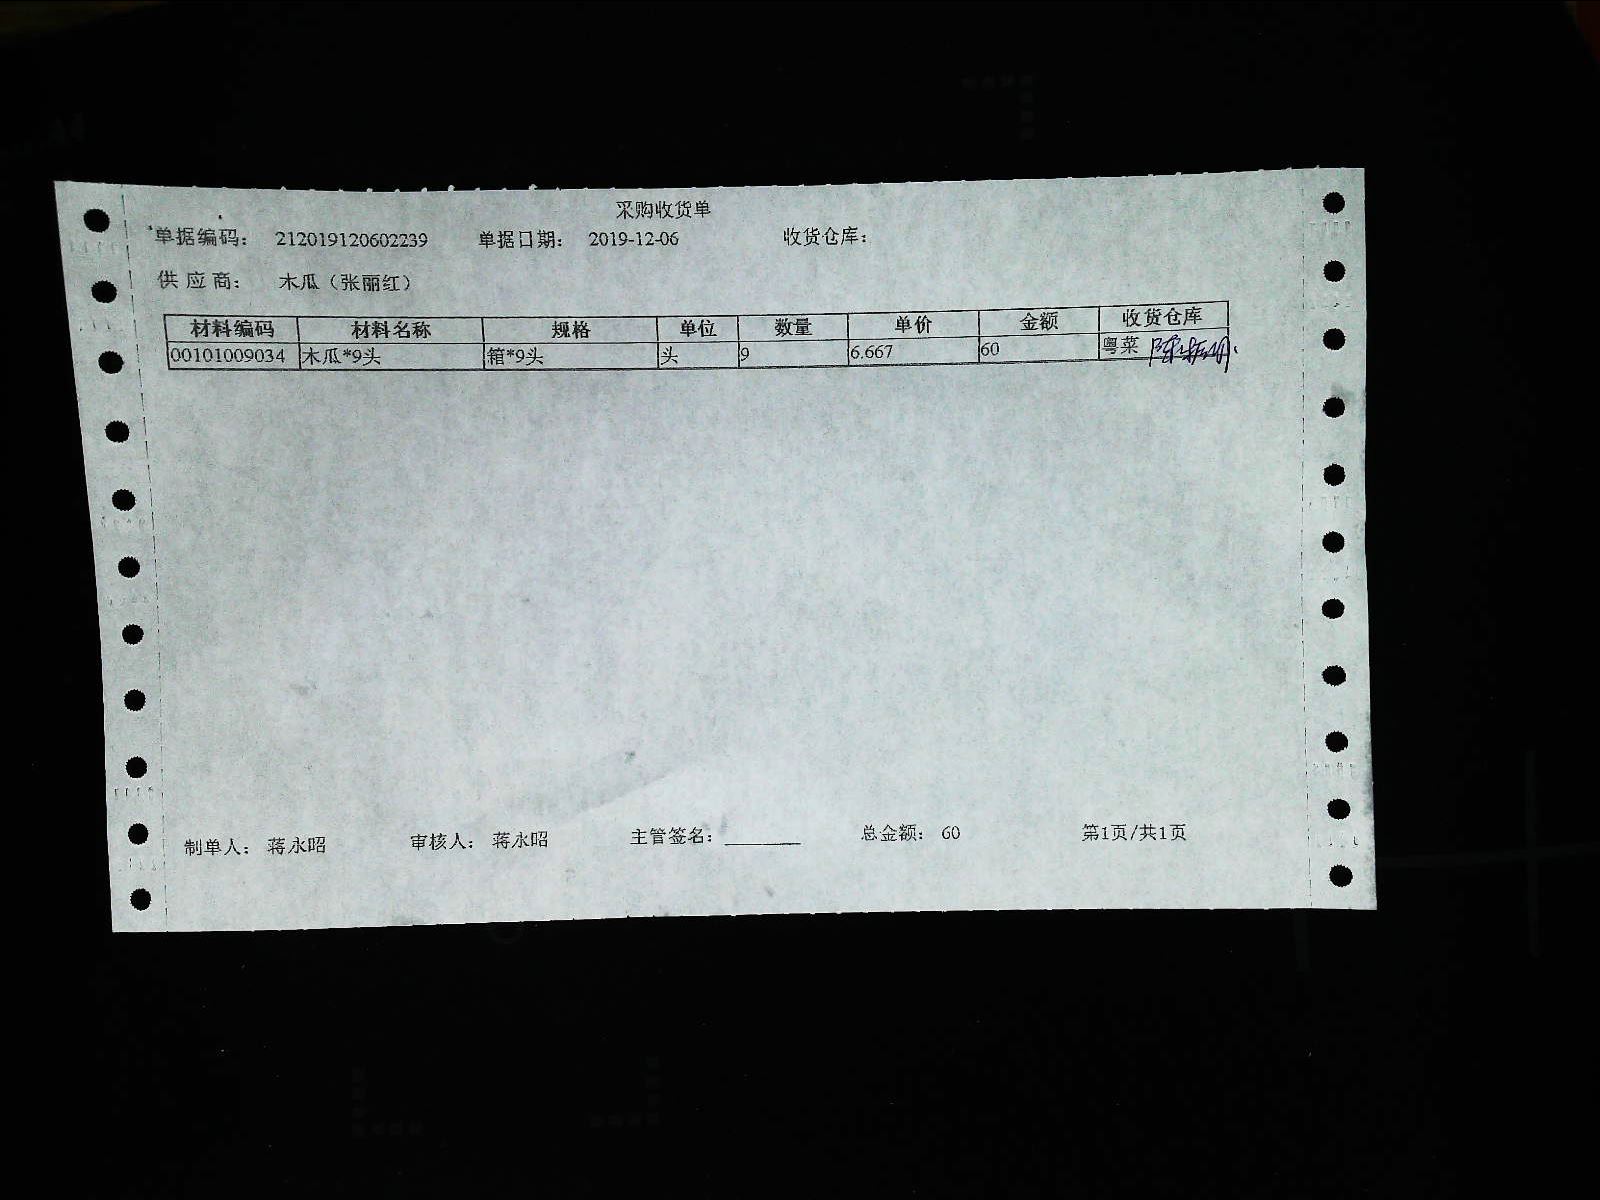 采购收货单
单据编码： 212019120602239 单据日期： 2019-12-06 收货仓库：
供 应 商： 木瓜（张丽红）
材料编码 材料名称 规格 单位 数量 单价 金额 收货仓库
00101009034 木瓜*9头 箱*9头 头 9 6.667 60 粤菜
制单人： 蒋永昭 审核人： 蒋永昭 主管签名：________ 总金额： 60 第1页/共1页